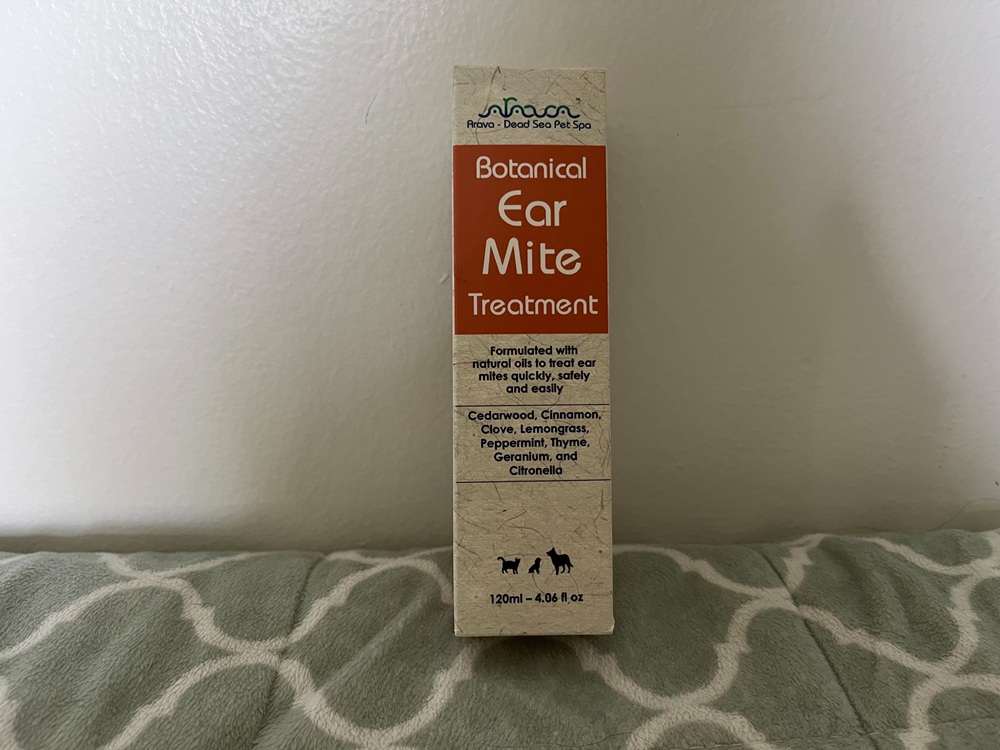 Arava
Arava - Dead Sea Pet Spa
Botanical
Ear
Mite
Treatment
Formulated with
natural oils to treat ear
mites quickly, safely
and easily
Cedarwood, Cinnamon,
Clove, Lemongrass,
Peppermint, Thyme,
Geranium, and
Citronella
120ml – 4.06 fl oz